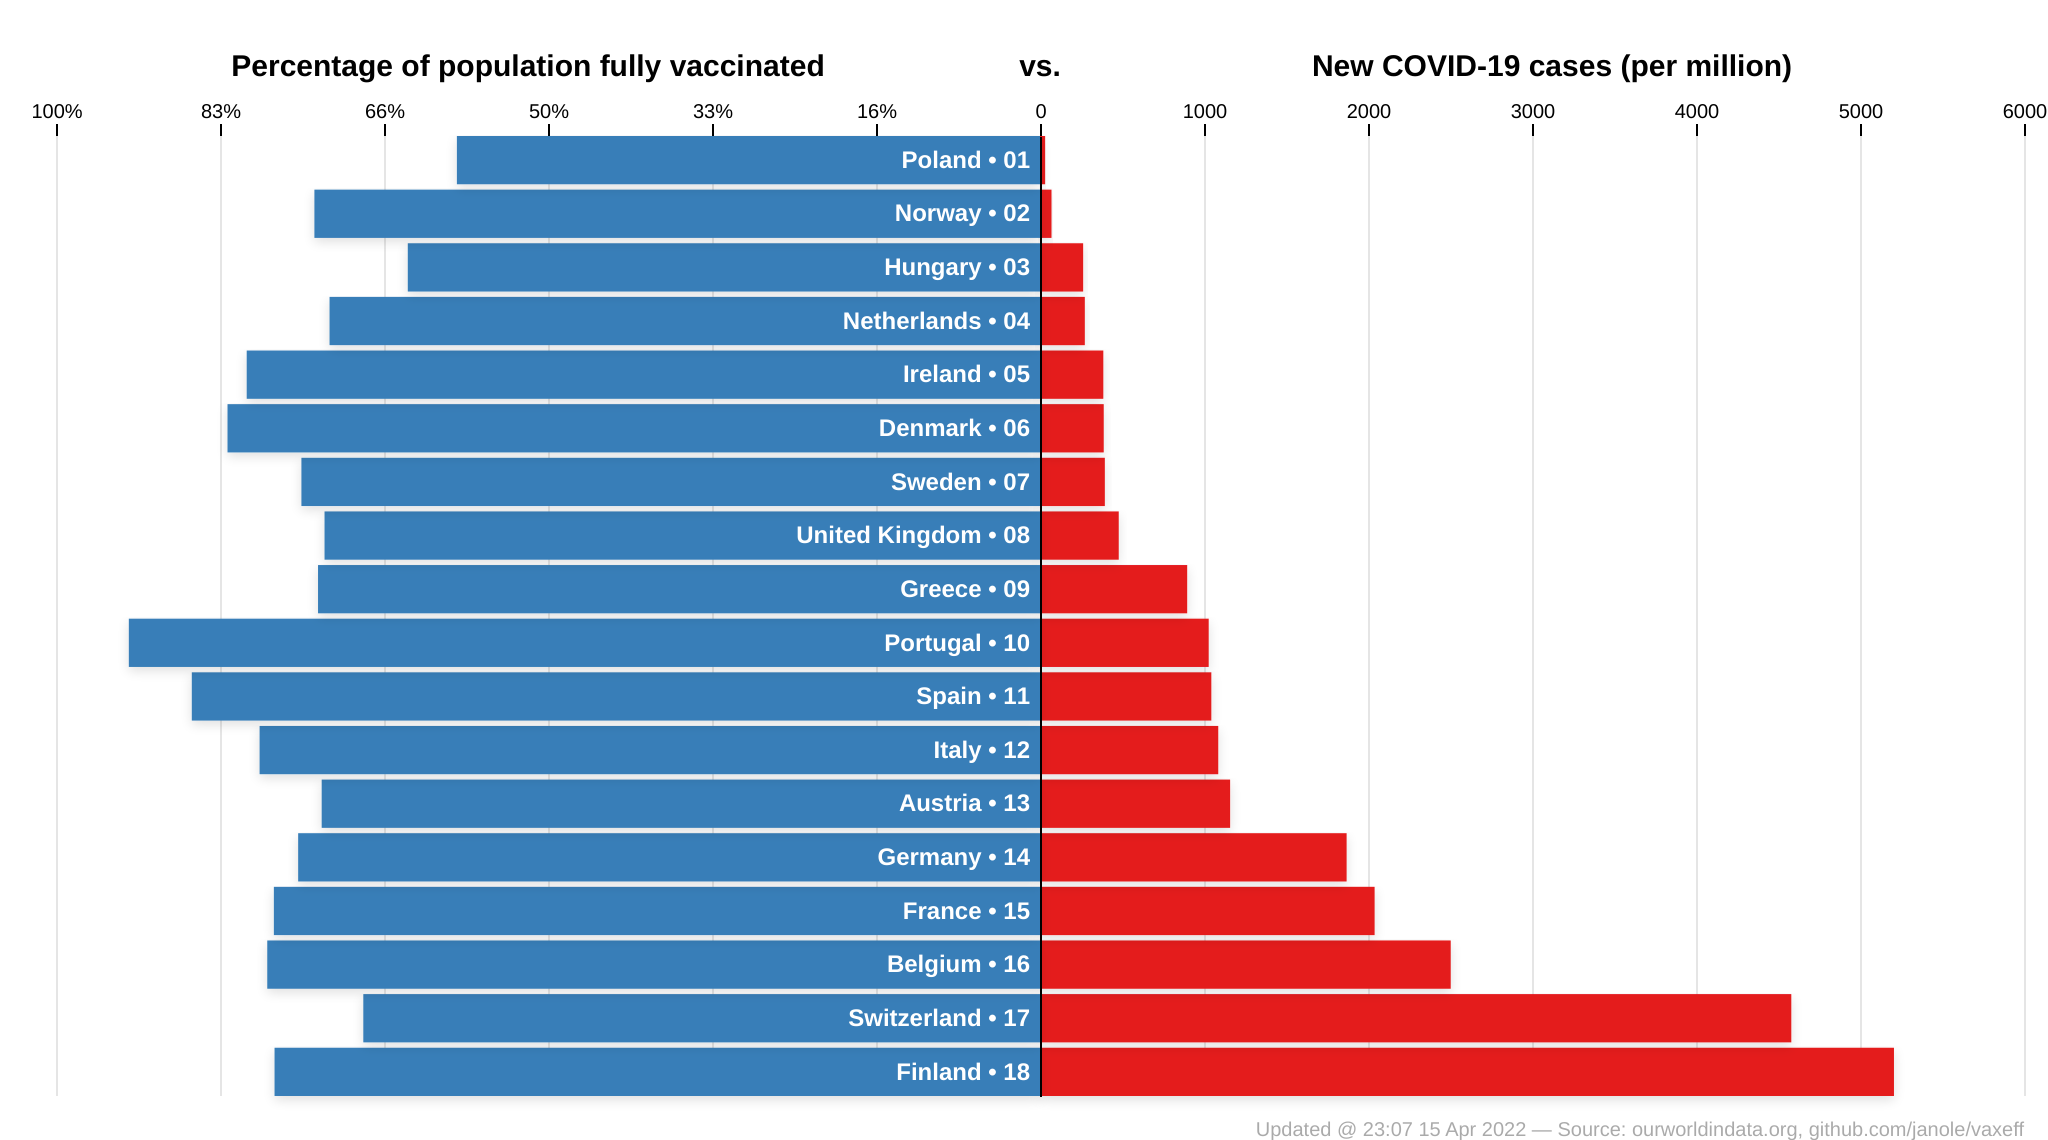 Percentage of population fully vaccinated vs. New COVID-19 cases (per million)
100% 83% 66% 50% 33% 16% 0 1000 2000 3000 4000 5000 6000
Poland • 01
Norway • 02
Hungary • 03
Netherlands • 04
Ireland • 05
Denmark • 06
Sweden • 07
United Kingdom • 08
Greece • 09
Portugal • 10
Spain • 11
Italy • 12
Austria • 13
Germany • 14
France • 15
Belgium • 16
Switzerland • 17
Finland • 18
Updated @ 23:07 15 Apr 2022 — Source: ourworldindata.org, github.com/janole/vaxeff